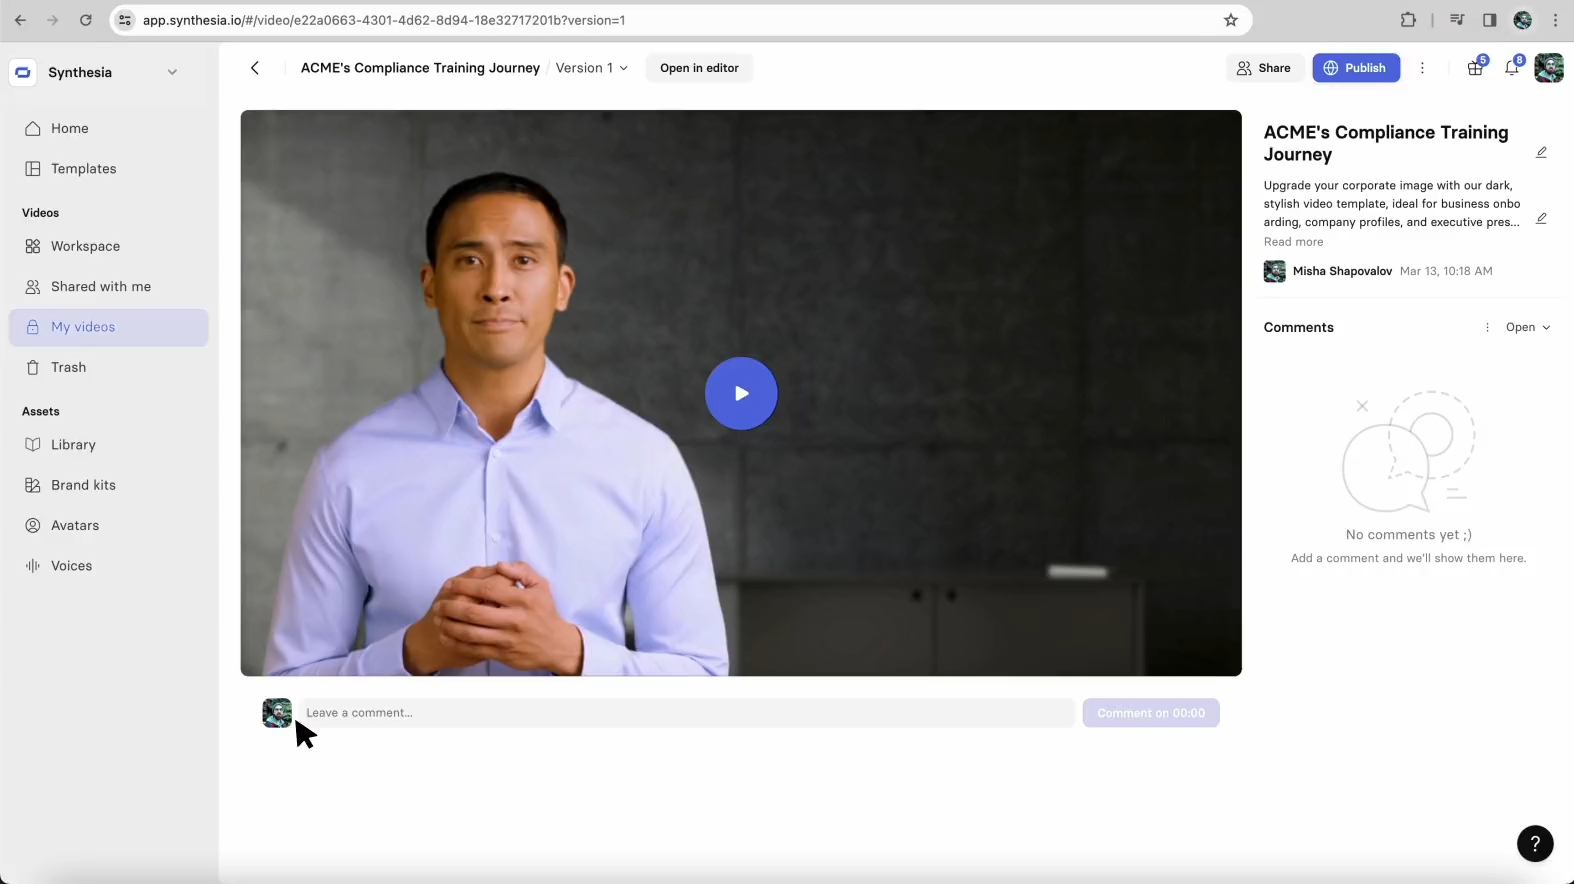 app.synthesia.io/#/video/e22a0663-4301-4d62-8d94-18e32717201b?version=1
Synthesia
ACME's Compliance Training Journey / Version 1
Open in editor
Share
Publish
5
8
Home
Templates
Videos
Workspace
Shared with me
My videos
Trash
Assets
Library
Brand kits
Avatars
Voices
ACME's Compliance Training
Journey
Upgrade your corporate image with our dark,
stylish video template, ideal for business onbo
arding, company profiles, and executive pres...
Read more
Misha Shapovalov Mar 13, 10:18 AM
Comments
Open
No comments yet ;)
Add a comment and we'll show them here.
Leave a comment...
Comment on 00:00
?